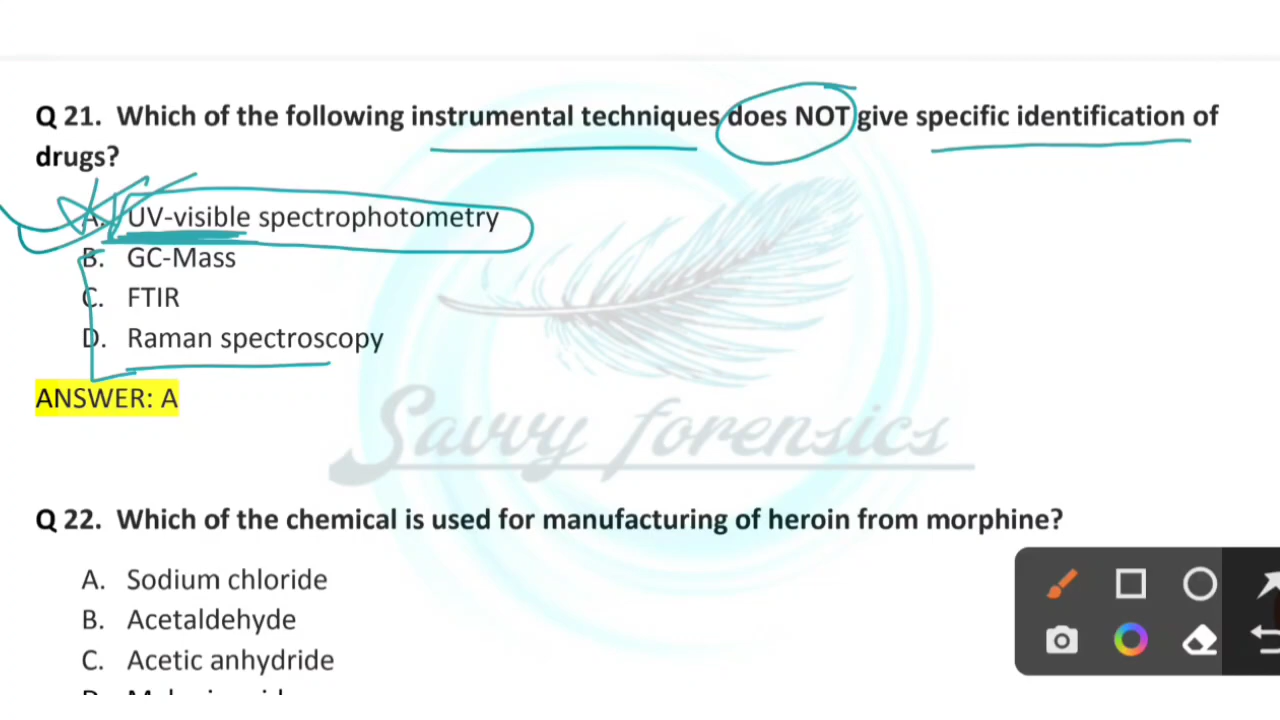 Q 21. Which of the following instrumental techniques does NOT give specific identification of
drugs?
A. UV-visible spectrophotometry
B. GC-Mass
C. FTIR
D. Raman spectroscopy
ANSWER: A
Savvy forensics
Q 22. Which of the chemical is used for manufacturing of heroin from morphine?
A. Sodium chloride
B. Acetaldehyde
C. Acetic anhydride